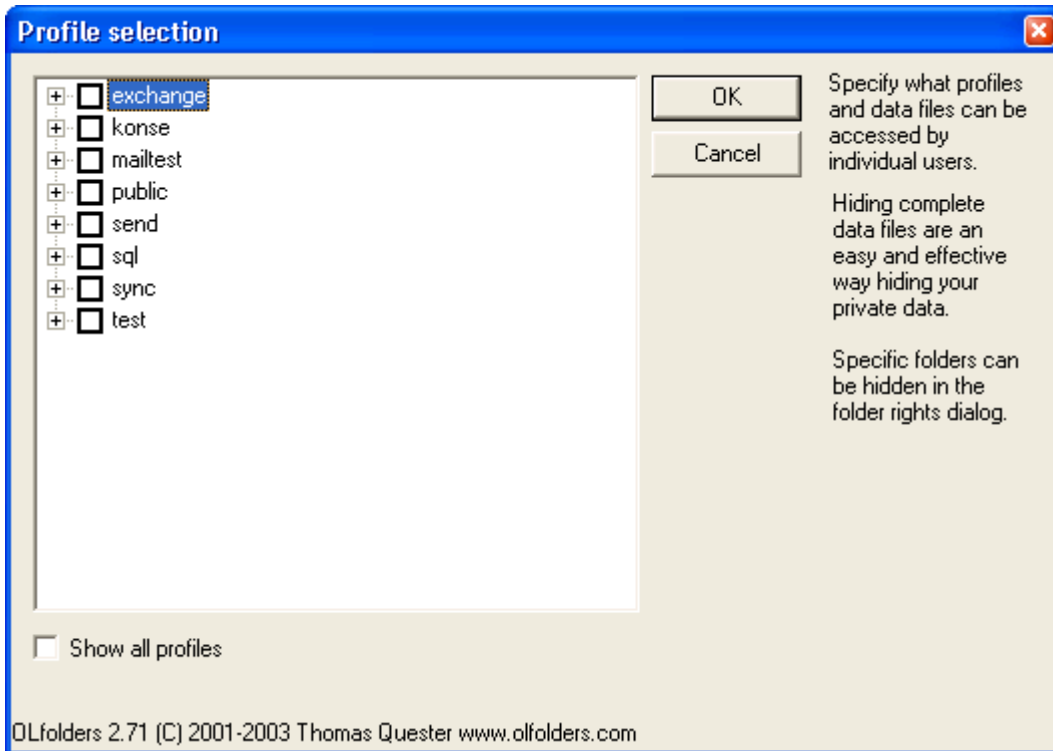 Profile selection
exchange
konse
mailtest
public
send
sql
sync
test
OK
Cancel
Specify what profiles
and data files can be
accessed by
individual users.
Hiding complete
data files are an
easy and effective
way hiding your
private data.
Specific folders can
be hidden in the
folder rights dialog.
Show all profiles
OLfolders 2.71 (C) 2001-2003 Thomas Quester www.olfolders.com